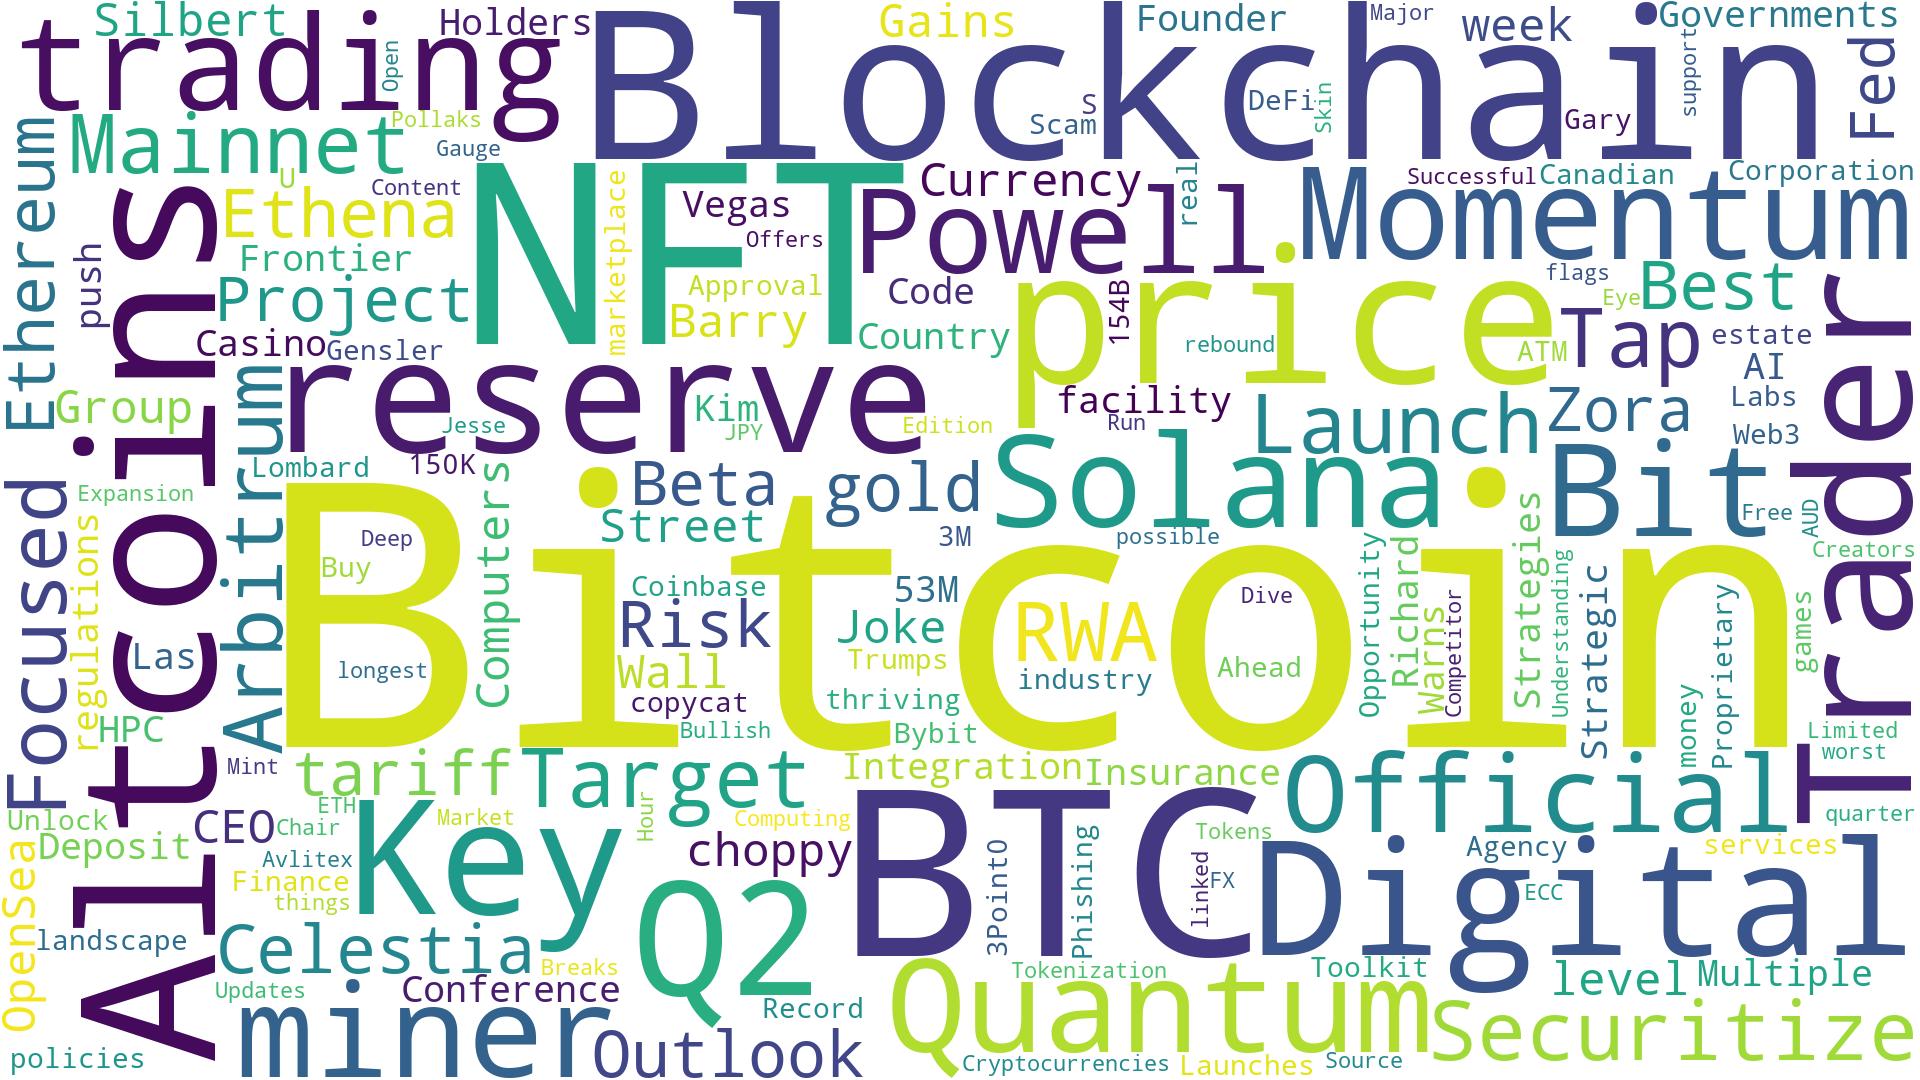 Silbert
trading
Holders
Open
Blockchain
Gains
Founder
Major
week
Governments
support
Fed
Mainnet
Pollaks
Gauge
S
Scam
DeFi
Skin
Gary
Ethereum
push
Altcoins
U
Content
Ethena
Frontier
Project
NFT
marketplace
Vegas
Offers
Approval
Barry
Currency
real
Powell
Code
154B
Country
Successful
Canadian
Corporation
Momentum
flags
Eye
Best
price
rebound
ATM
Tap
estate
AI
Labs
Web3
Trader
Casino
Gensler
Group
reserve
Jesse
Kim
JPY
Edition
facility
Run
Launch
Zora
Arbitrum
Lombard
150K
Computers
Beta
gold
Street
3M
Solana
possible
Bit
Free
AUD
Creators
Focused
Expansion
regulations
Las
HPC
Bitcoin
Deep
Buy
longest
Coinbase
53M
Risk
Joke
Wall
Trumps
copycat
thriving
Bullish
Bybit
RWA
industry
Dive
Ahead
Opportunity
Richard
Warns
Competitor
Strategies
Understanding
Strategic
money
Proprietary
games
Limited
worst
quarter
Mint
tariff
Target
Integration
Insurance
Official
Unlock
Deposit
CEO
ETH
Chair
Avlitex
Finance
things
Key
Market
Hour
Computing
choppy
BTC
3Point0
Phishing
Tokens
linked
FX
Digital
Agency
ECC
services
OpenSea
landscape
Celestia
Updates
Breaks
Conference
Q2
Record
Quantum
Tokenization
Toolkit
level
Multiple
policies
miner
Outlook
Cryptocurrencies
Launches
Source
Securitize